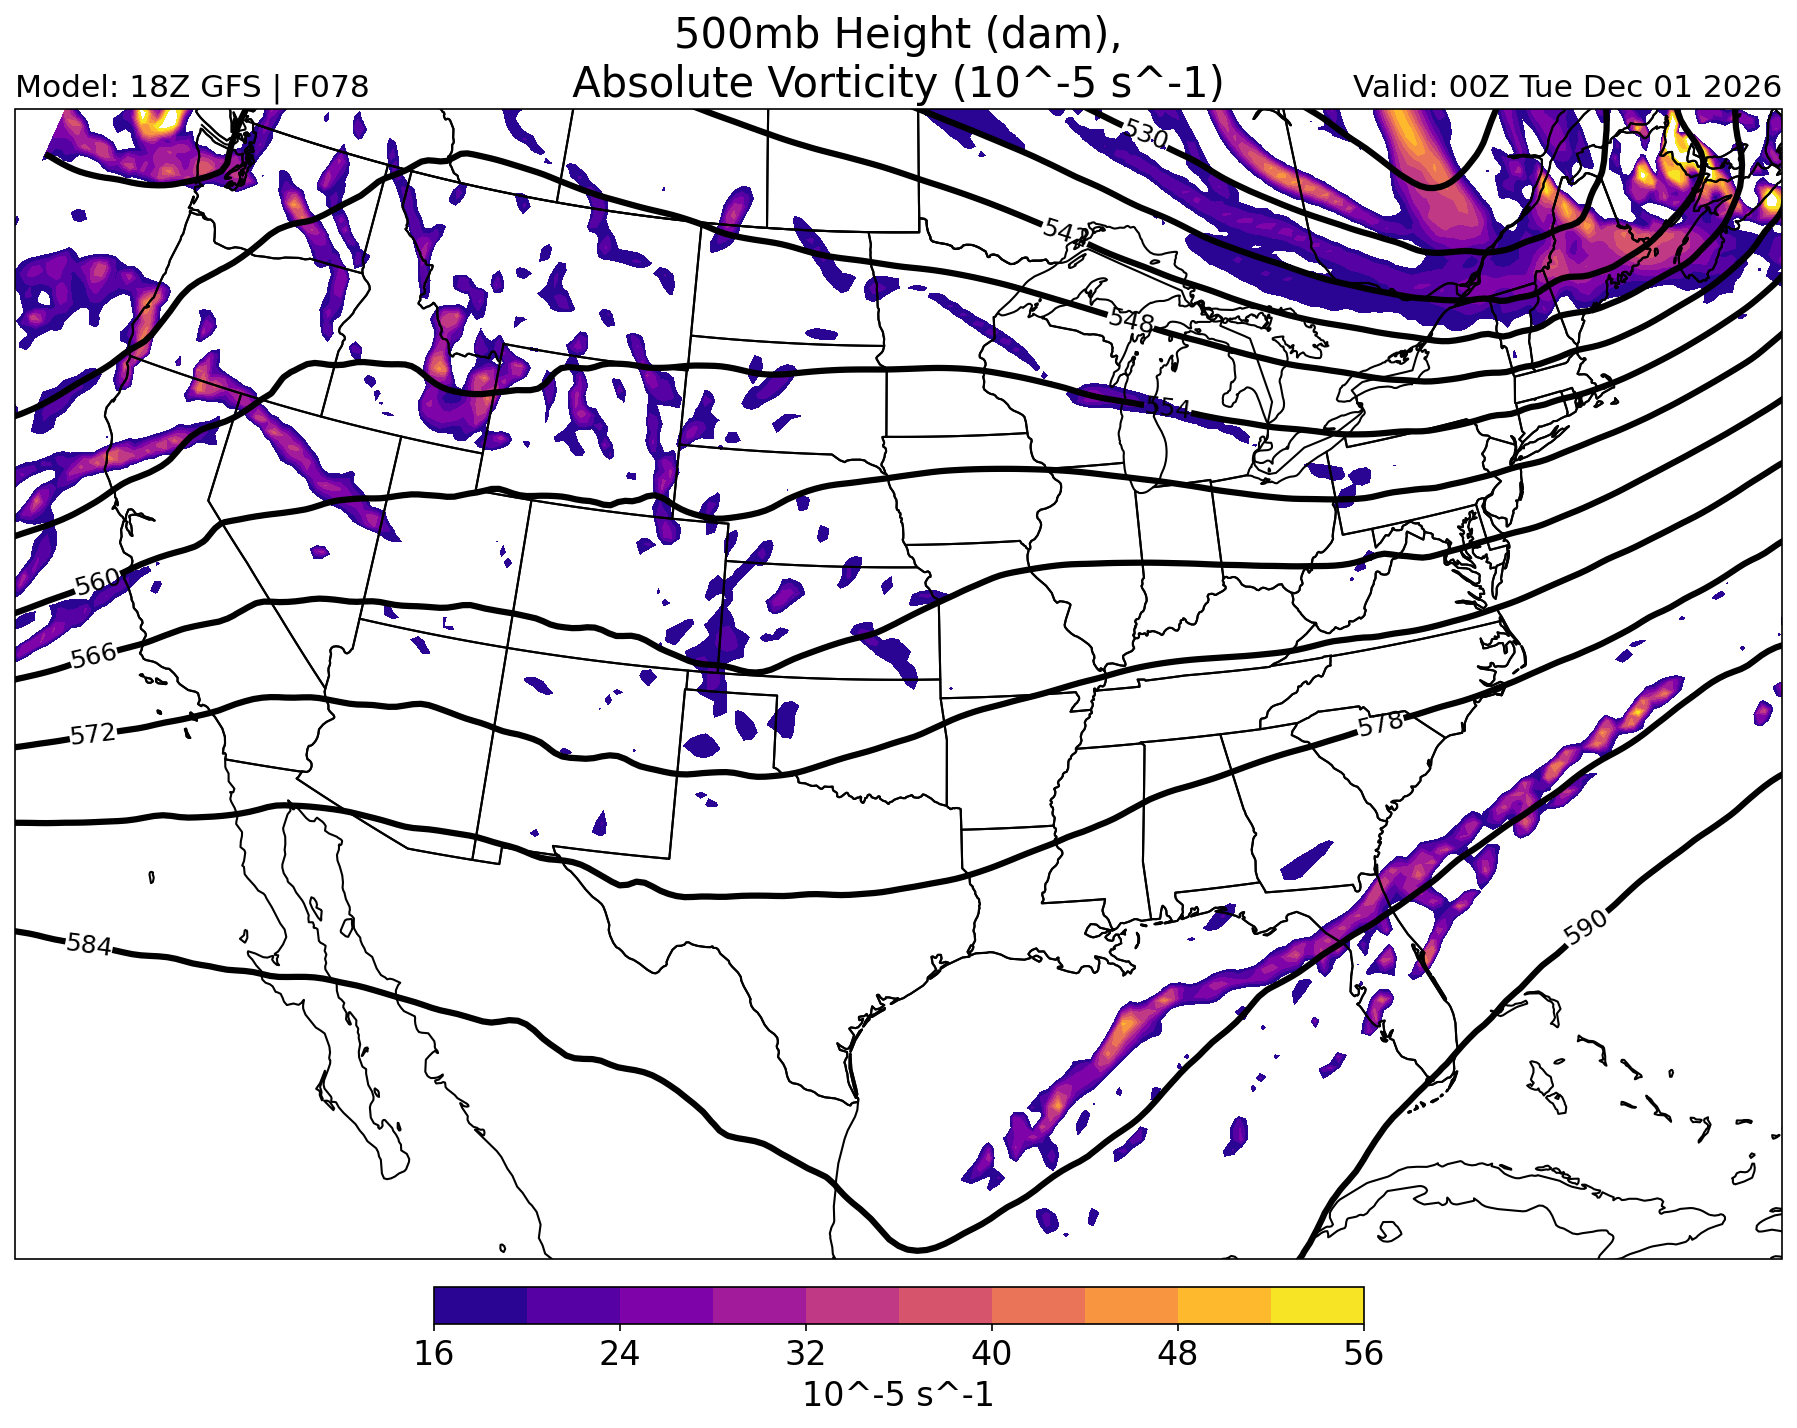 500mb Height (dam),
Absolute Vorticity (10^-5 s^-1)
Model: 18Z GFS | F078
Valid: 00Z Tue Dec 01 2026
530
548
554
560
566
572
578
584
590
16 24 32 40 48 56
10^-5 s^-1